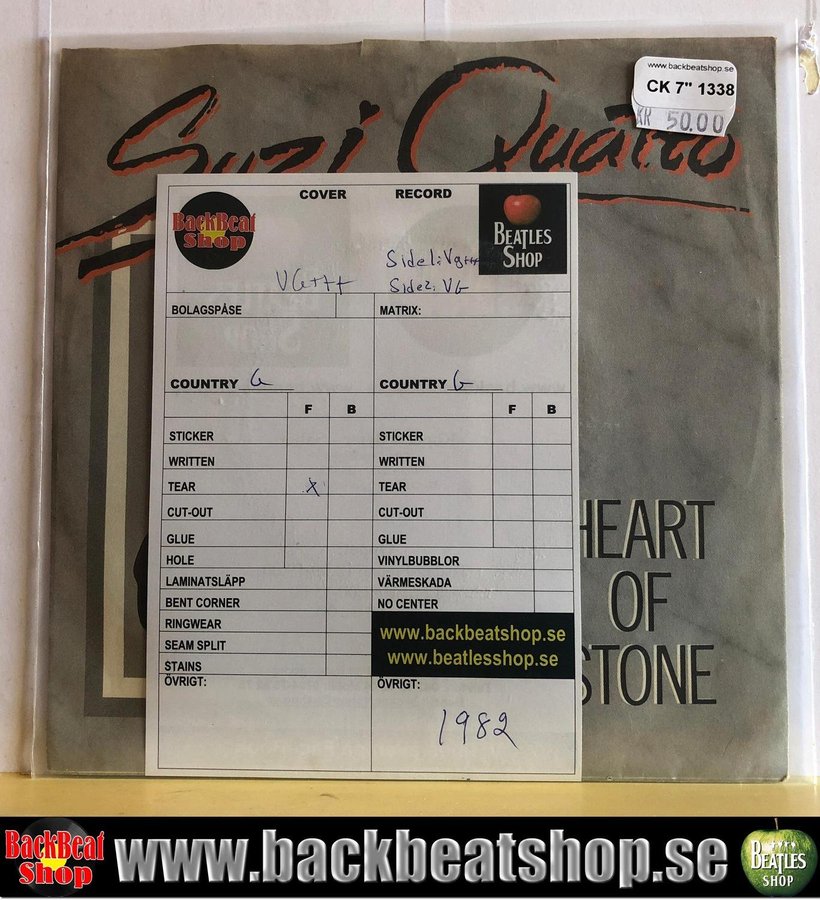 www.backbeatshop.se
CK 7" 1338
KR 50.00
Suzi Quatro
COVER RECORD
BackBeat
Shop
BEATLES
SHOP
VG+++ Side1: Vg+++
Side2: VG
BOLAGSPÅSE MATRIX:
COUNTRY G COUNTRY G
F B F B
STICKER STICKER
WRITTEN WRITTEN
TEAR X TEAR
CUT-OUT CUT-OUT
GLUE GLUE
HOLE VINYLBUBBLOR
LAMINATSLÄPP VÄRMESKADA
BENT CORNER NO CENTER
RINGWEAR
SEAM SPLIT
STAINS
www.backbeatshop.se
www.beatlesshop.se
ÖVRIGT: ÖVRIGT:
1982
HEART
OF
STONE
BackBeat
Shop
www.backbeatshop.se
BEATLES
SHOP